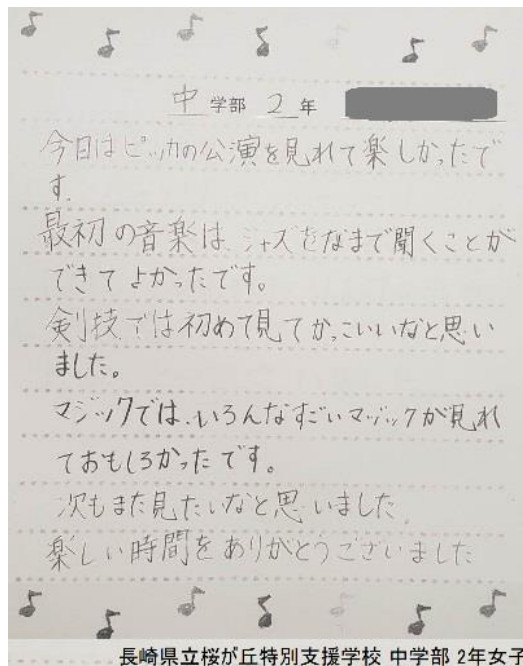 中 学部 2 年
今日はピッカの公演を見れて楽しかったで
す.
最初の音楽は、ジャズをなまで聞くことが
できてよかったです。
剣技では初めて見てかっこいいなと思い
ました。
マジックでは、いろんなすごいマジックが見れ
ておもしろかったです。
次もまた見たいなと思いました
楽しい時間をありがとうございました
長崎県立桜が丘特別支援学校 中学部 2年女子